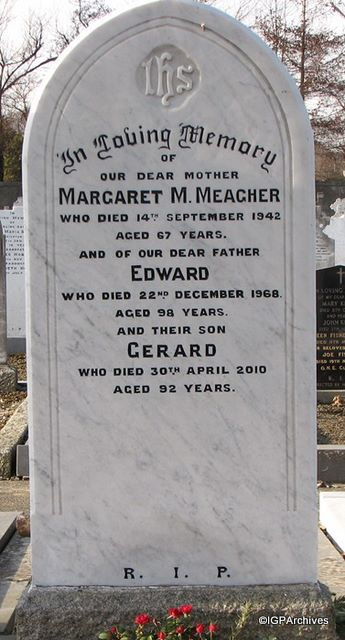 ihs
In Loving Memory
OF
OUR DEAR MOTHER
MARGARET M. MEAGHER
WHO DIED 14TH SEPTEMBER 1942
AGED 67 YEARS.
AND OF OUR DEAR FATHER
EDWARD
WHO DIED 22ND DECEMBER 1968.
AGED 98 YEARS.
AND THEIR SON
GERARD
WHO DIED 30TH APRIL 2010
AGED 92 YEARS.
R. I. P.
©IGPArchives